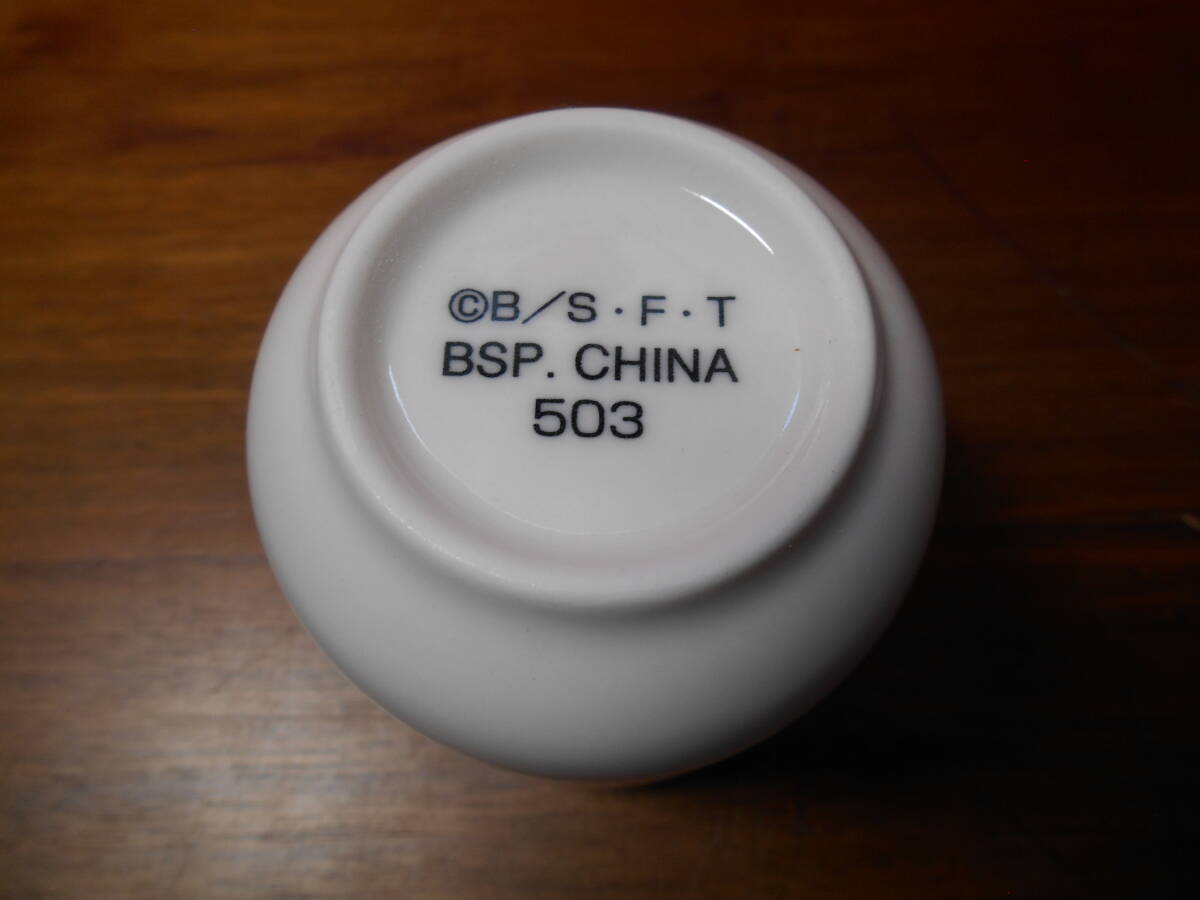 ©B／S・F・T
BSP. CHINA
503